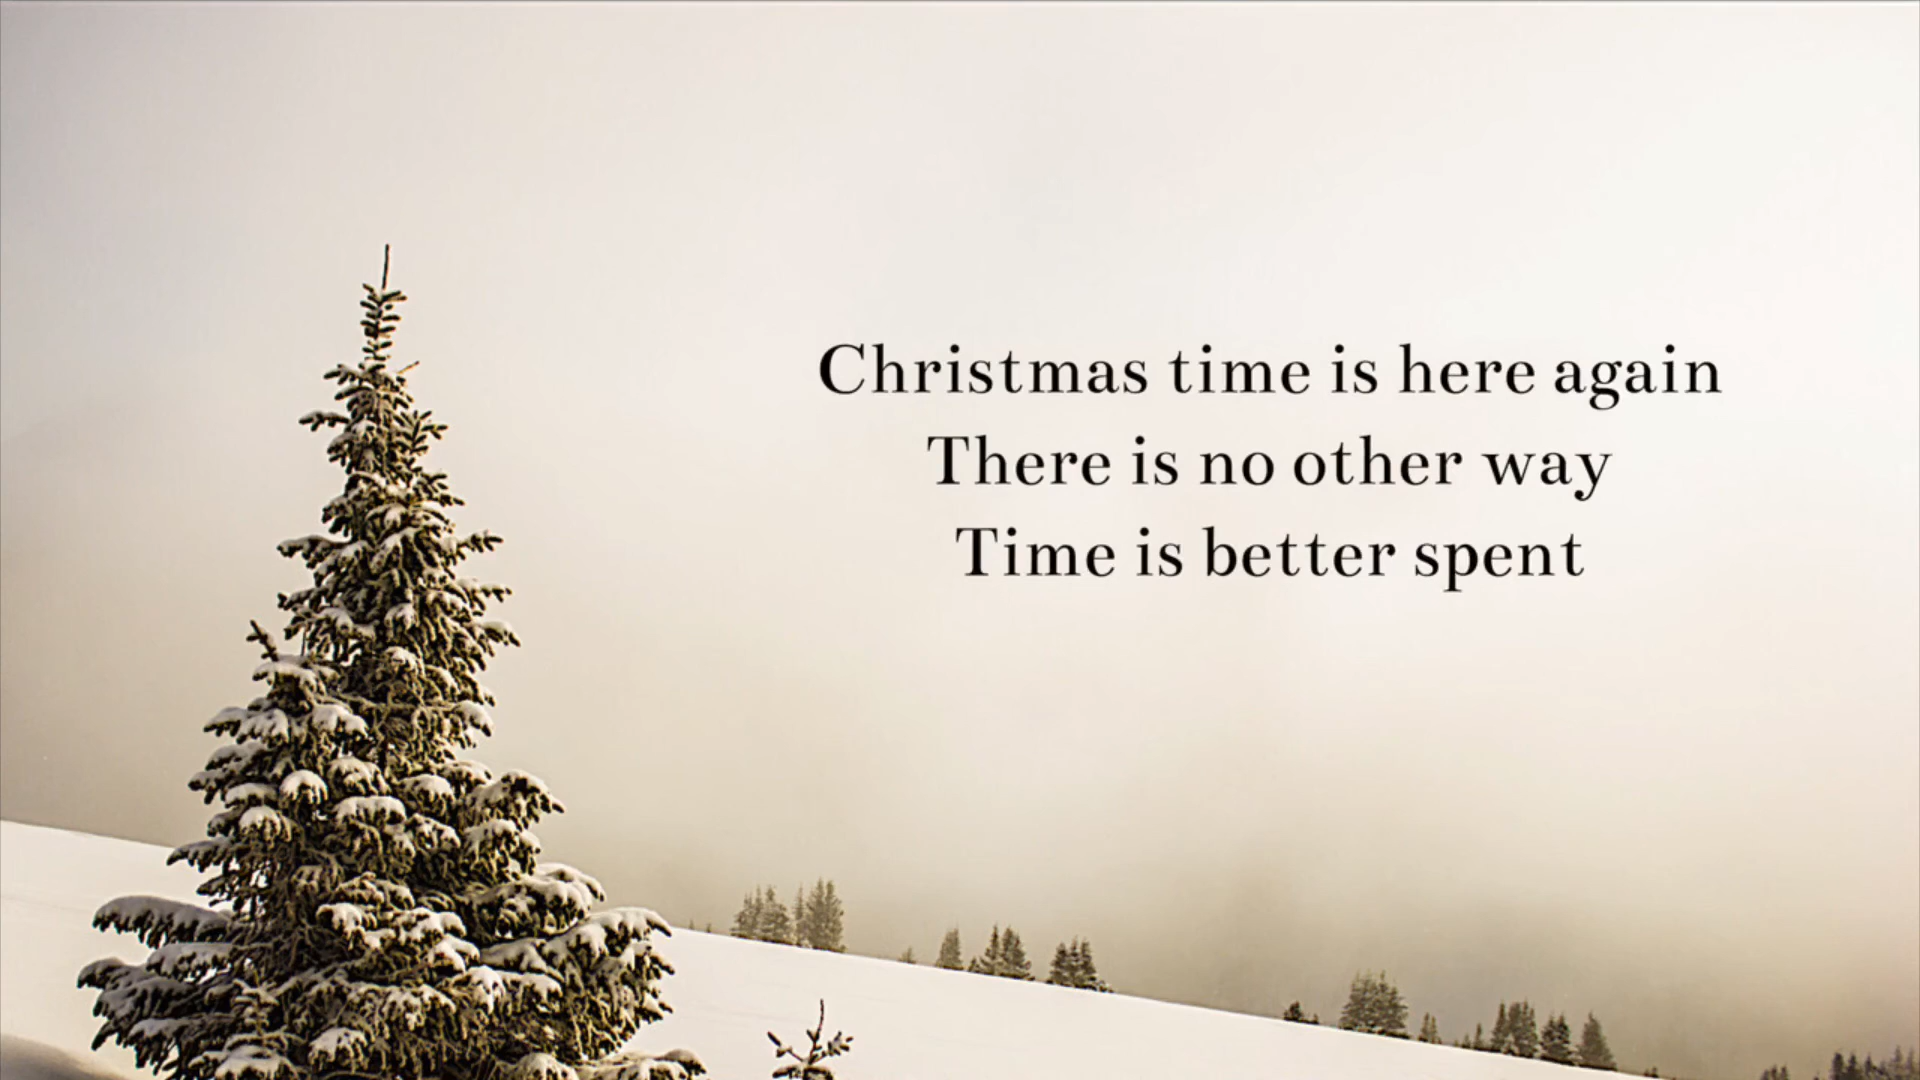 Christmas time is here again
There is no other way
Time is better spent